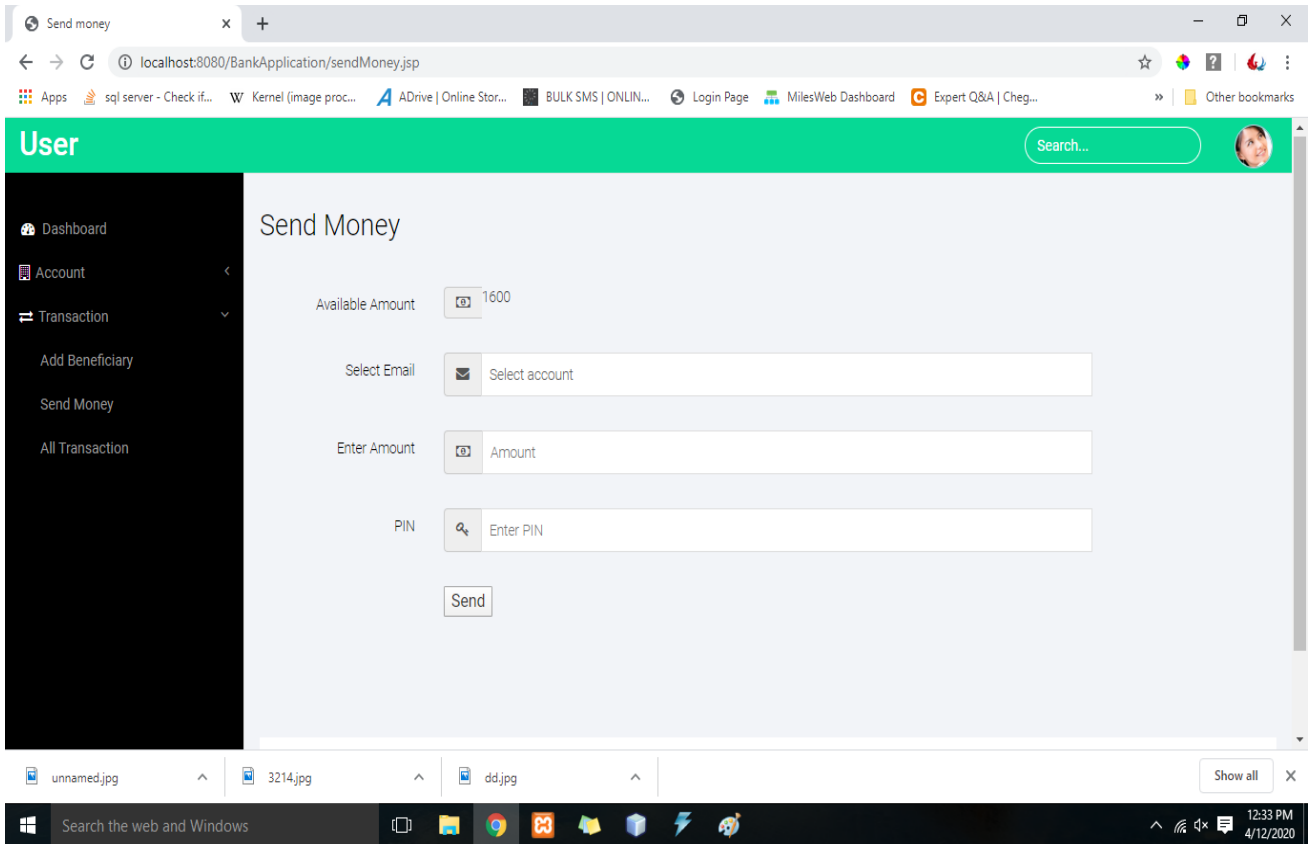 Send money
localhost:8080/BankApplication/sendMoney.jsp
Apps sql server - Check if... W Kernel (image proc... ADrive | Online Stor... BULK SMS | ONLIN... Login Page MilesWeb Dashboard C Expert Q&A | Cheg... » Other bookmarks
User
Search...
Dashboard
Account
Transaction
Add Beneficiary
Send Money
All Transaction
Send Money
Available Amount 1600
Select Email Select account
Enter Amount Amount
PIN Enter PIN
Send
unnamed.jpg 3214.jpg dd.jpg Show all
Search the web and Windows
12:33 PM
4/12/2020